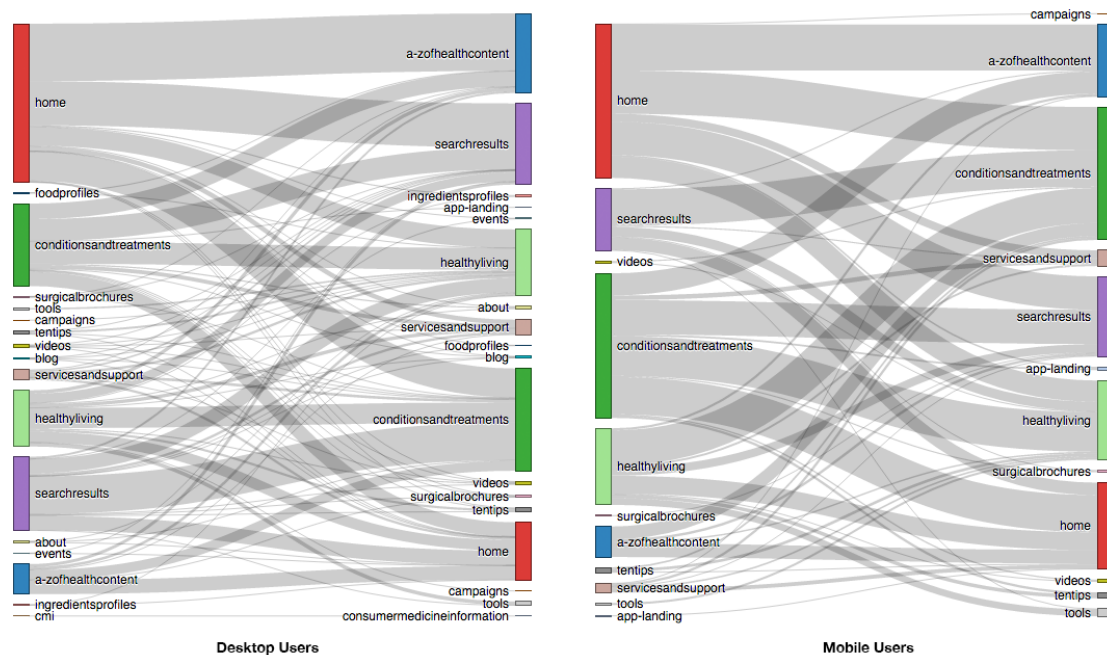 home
foodprofiles
conditionsandtreatments
surgicalbrochures
tools
campaigns
tentips
videos
blog
servicesandsupport
healthyliving
searchresults
about
events
a-zofhealthcontent
ingredientsprofiles
cmi
a-zofhealthcontent
searchresults
ingredientsprofiles
app-landing
events
healthyliving
about
servicesandsupport
foodprofiles
blog
conditionsandtreatments
videos
surgicalbrochures
tentips
home
campaigns
tools
consumermedicineinformation
Desktop Users
home
searchresults
videos
conditionsandtreatments
healthyliving
surgicalbrochures
a-zofhealthcontent
tentips
servicesandsupport
tools
app-landing
campaigns
a-zofhealthcontent
conditionsandtreatments
servicesandsupport
searchresults
app-landing
healthyliving
surgicalbrochures
home
videos
tentips
tools
Mobile Users